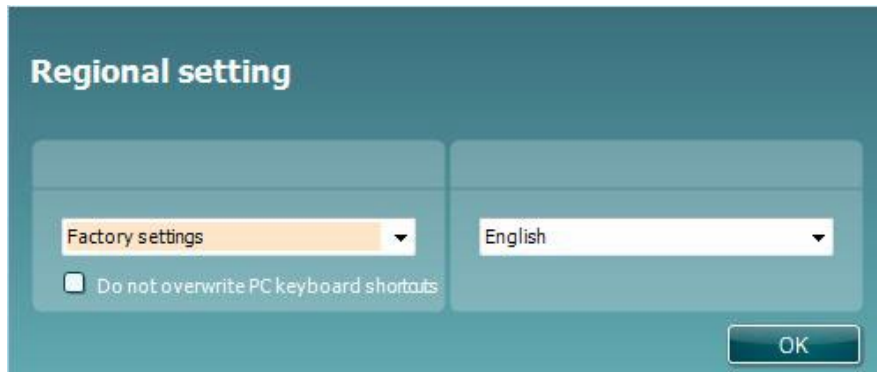 Regional setting
Factory settings
English
Do not overwrite PC keyboard shortcuts
OK